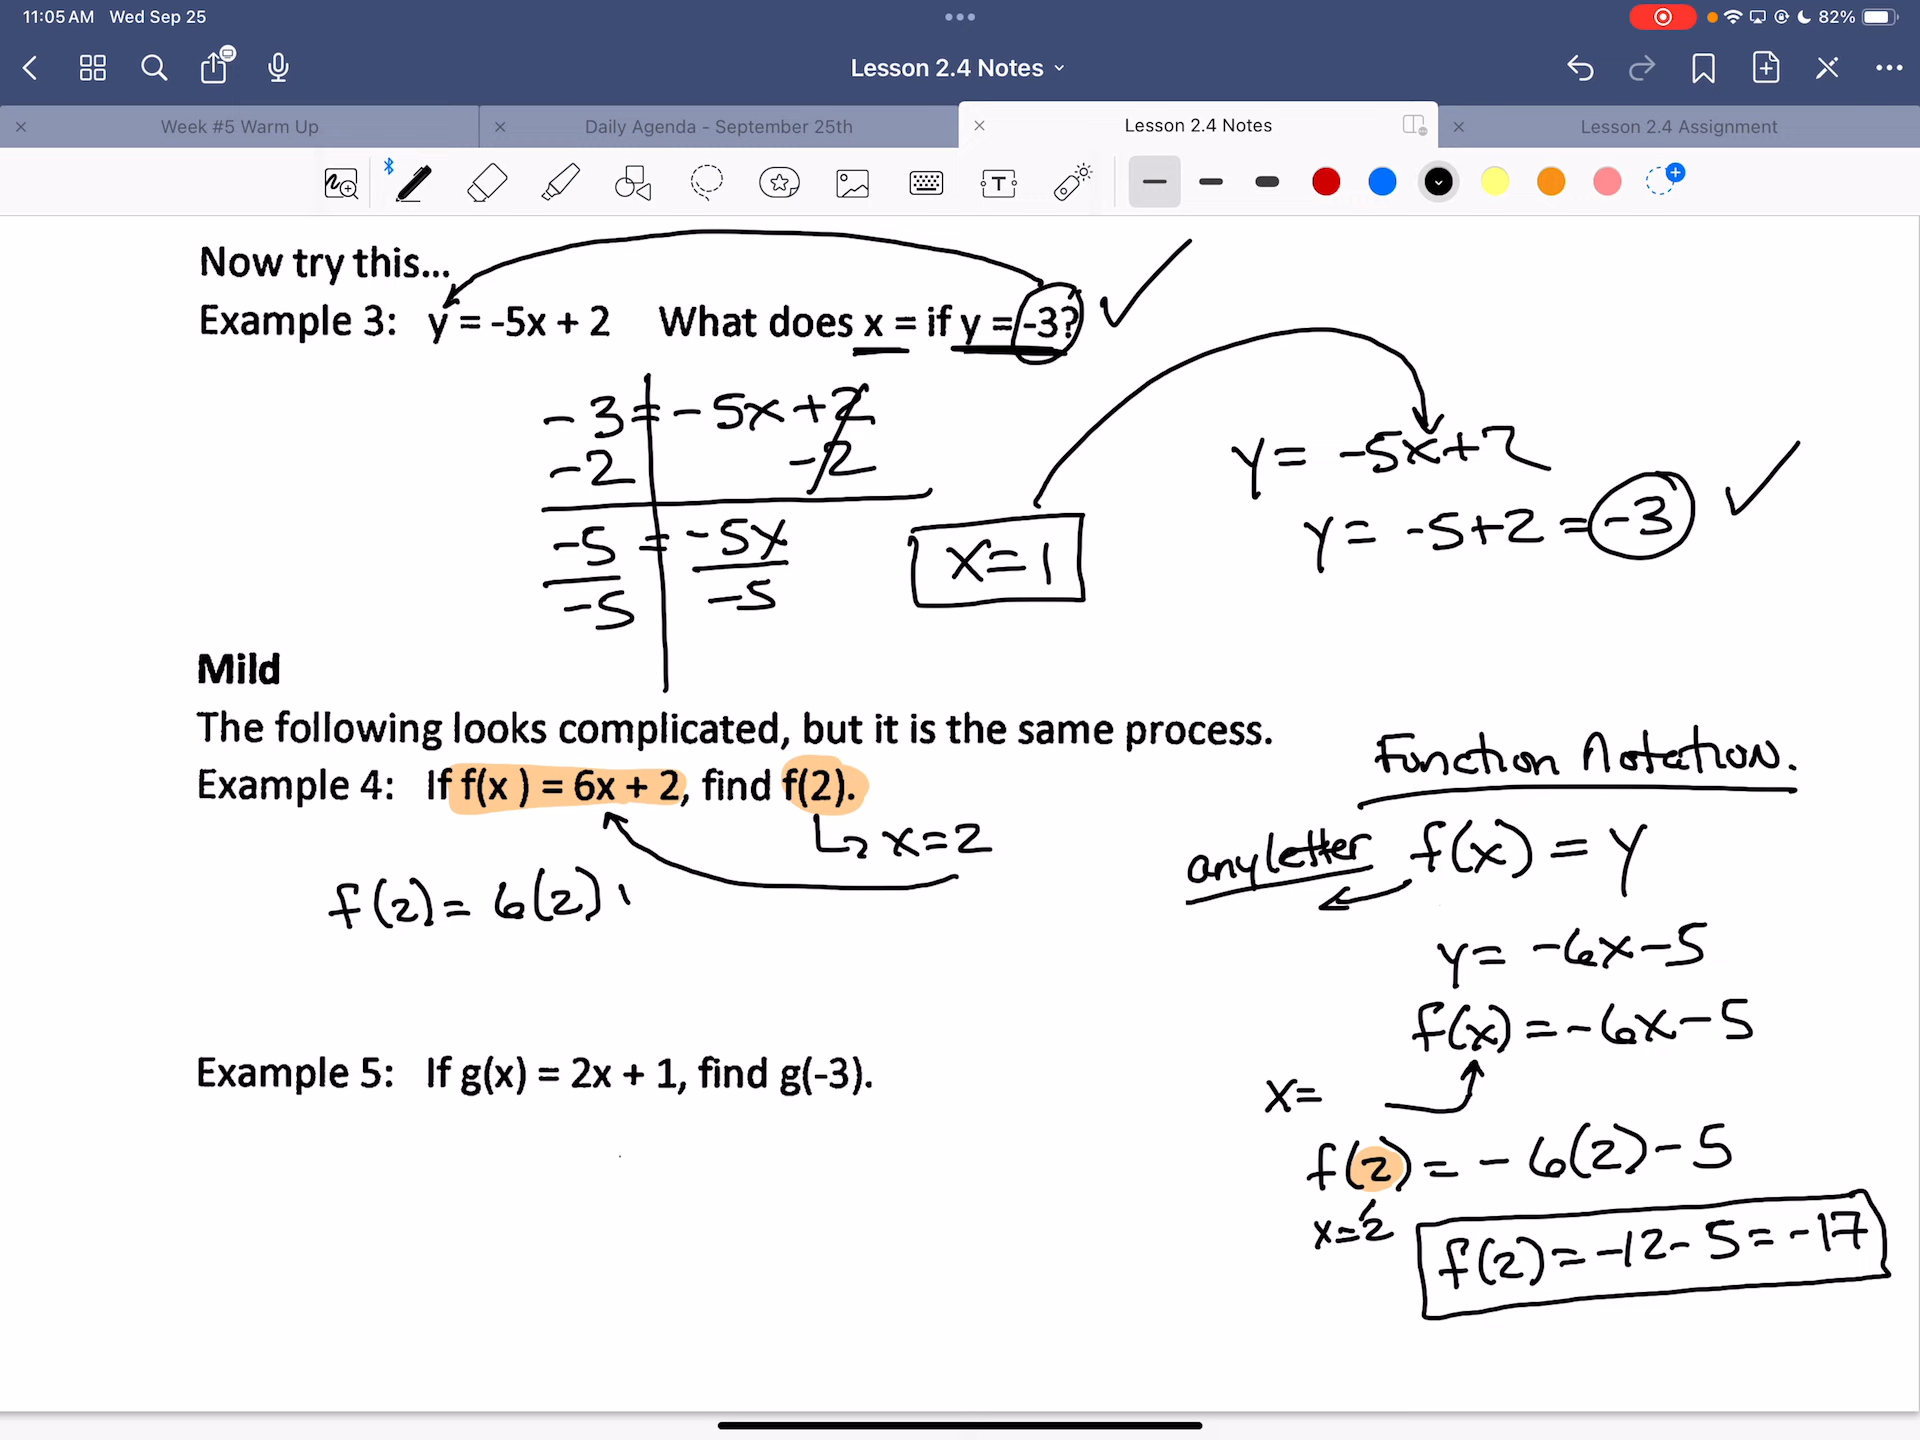 11:05 AM Wed Sep 25
82%
Lesson 2.4 Notes
Week #5 Warm Up
Daily Agenda - September 25th
Lesson 2.4 Notes
Lesson 2.4 Assignment
Now try this...
Example 3: y = -5x + 2 What does x = if y = -3?
-3 = -5x + 2
-2 -2
-5 = -5x
-5 -5
x = 1
y = -5x+2
y = -5+2 = -3
Mild
The following looks complicated, but it is the same process.
Example 4: If f(x ) = 6x + 2, find f(2).
x = 2
f(2) = 6(2)
Function Notation.
any letter f(x) = y
y = -6x-5
f(x) = -6x-5
x=
f(2) = -6(2)-5
x=2
f(2) = -12-5 = -17
Example 5: If g(x) = 2x + 1, find g(-3).